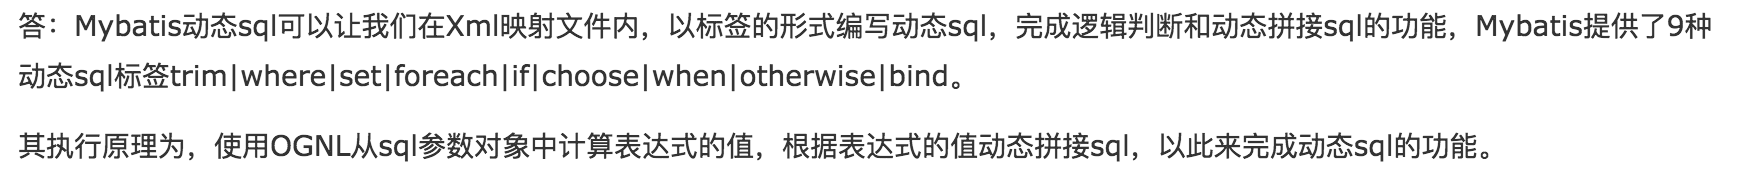 答：Mybatis动态sql可以让我们在Xml映射文件内，以标签的形式编写动态sql，完成逻辑判断和动态拼接sql的功能，Mybatis提供了9种
动态sql标签trim|where|set|foreach|if|choose|when|otherwise|bind。
其执行原理为，使用OGNL从sql参数对象中计算表达式的值，根据表达式的值动态拼接sql，以此来完成动态sql的功能。